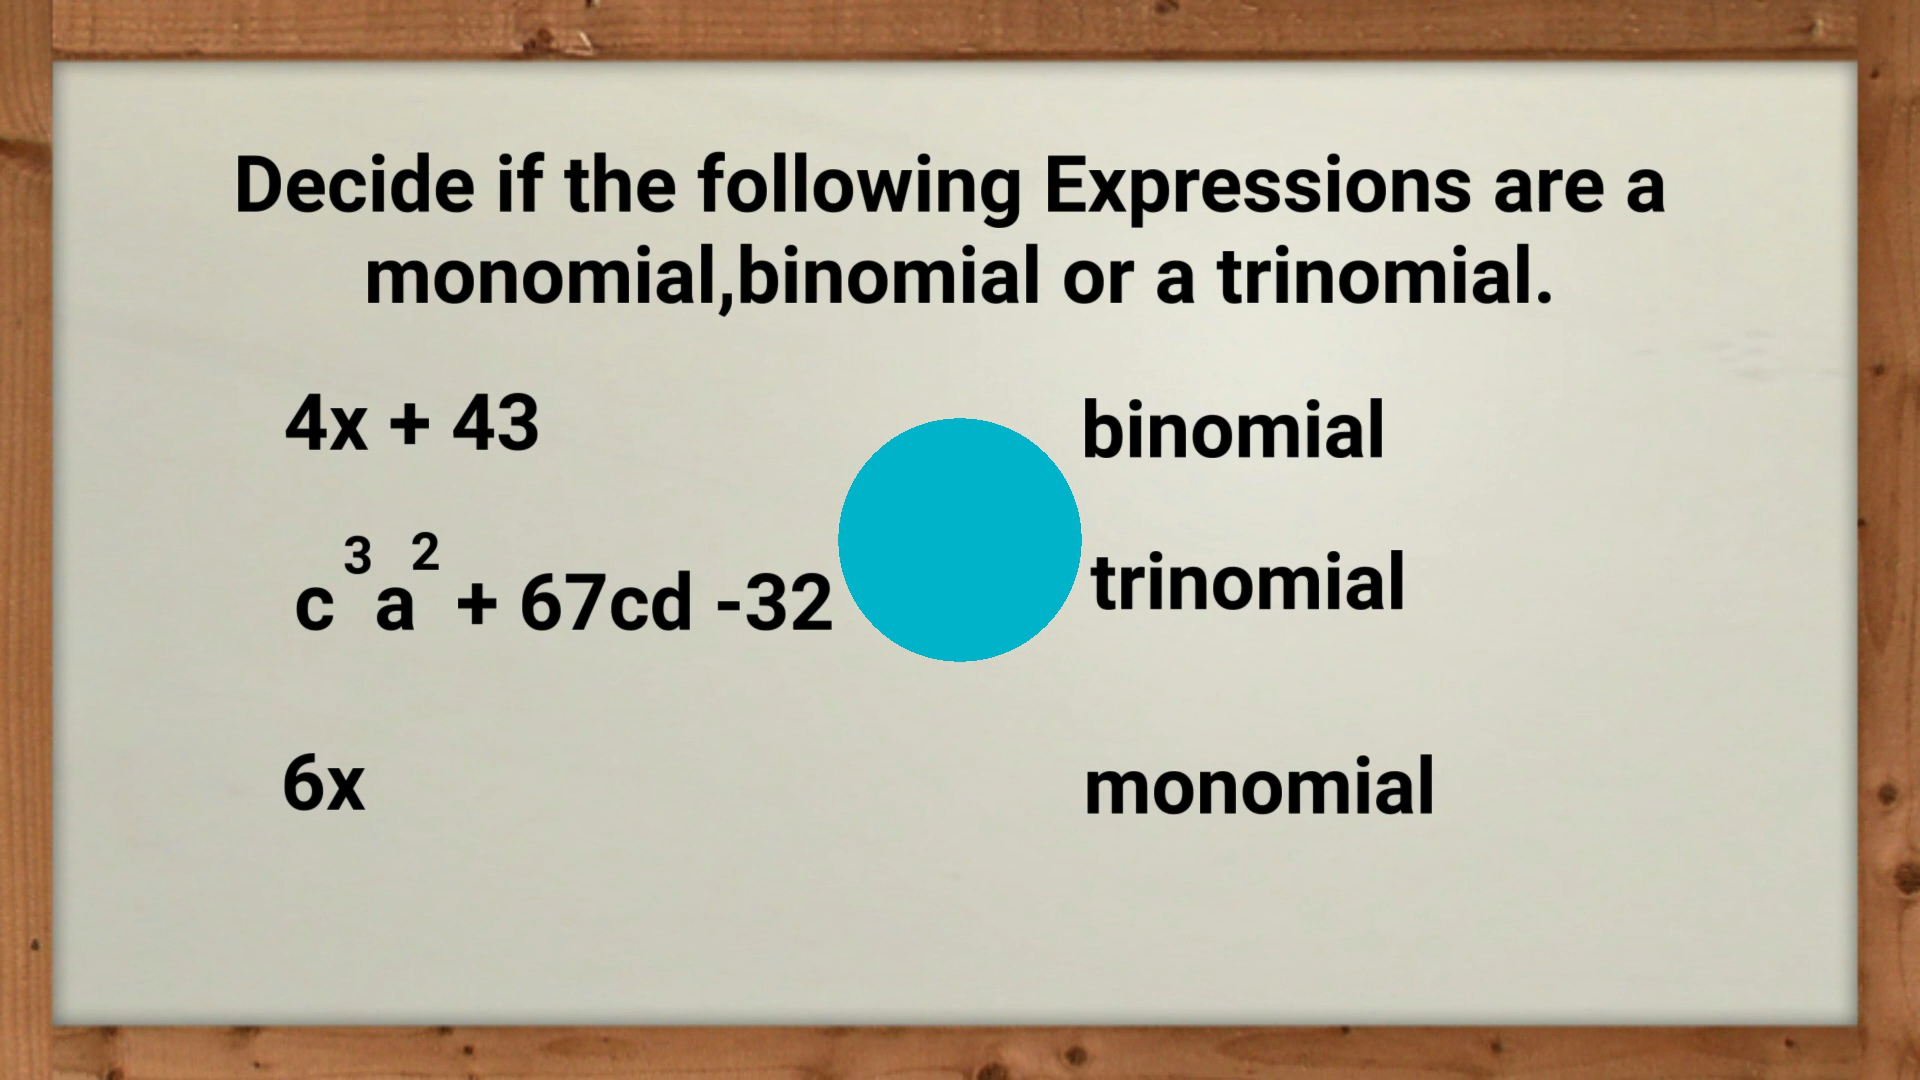 Decide if the following Expressions are a
monomial,binomial or a trinomial.
4x + 43 binomial
c³a² + 67cd -32 trinomial
6x monomial